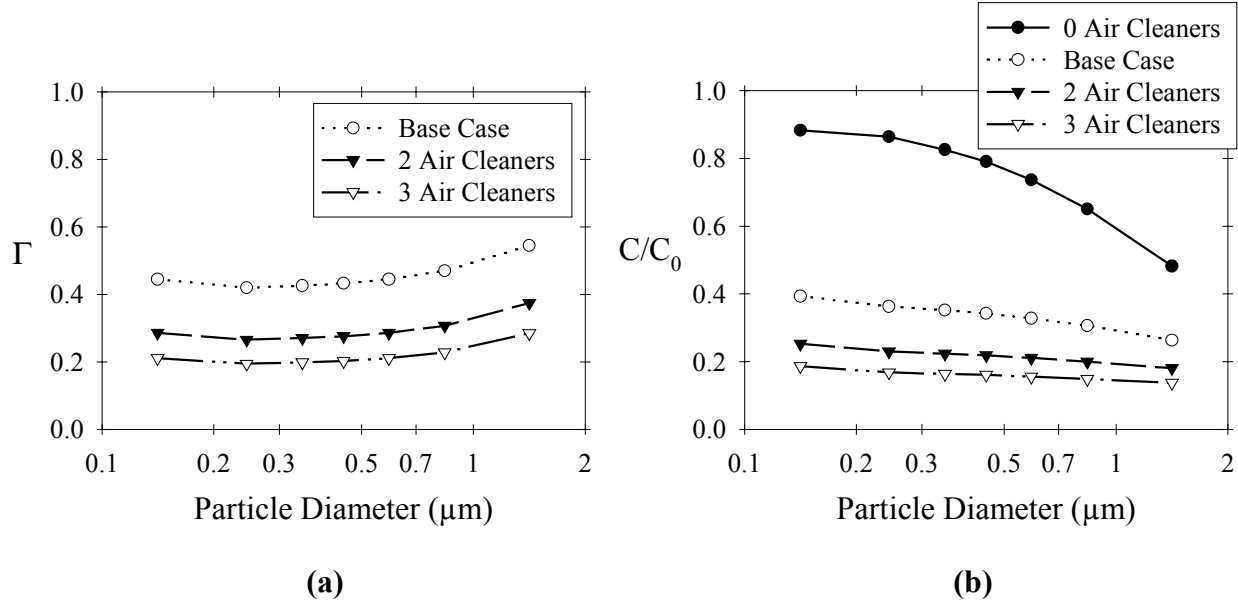 Base Case
2 Air Cleaners
3 Air Cleaners
1.0
0.8
0.6
0.4
0.2
0.0
Γ
0.1 0.2 0.3 0.5 0.7 1 2
Particle Diameter (µm)
(a)
0 Air Cleaners
Base Case
2 Air Cleaners
3 Air Cleaners
1.0
0.8
0.6
0.4
0.2
0.0
C/C0
0.1 0.2 0.3 0.5 0.7 1 2
Particle Diameter (µm)
(b)